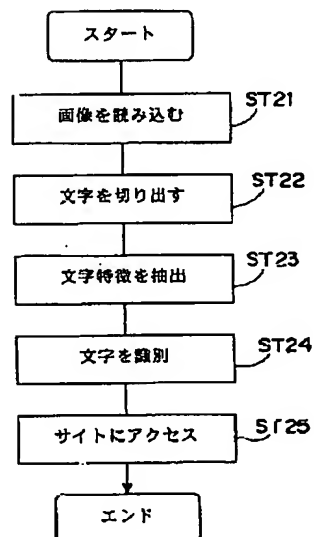 スタート
画像を読み込む
ST21
文字を切り出す
ST22
文字特徴を抽出
ST23
文字を識別
ST24
サイトにアクセス
ST25
エンド